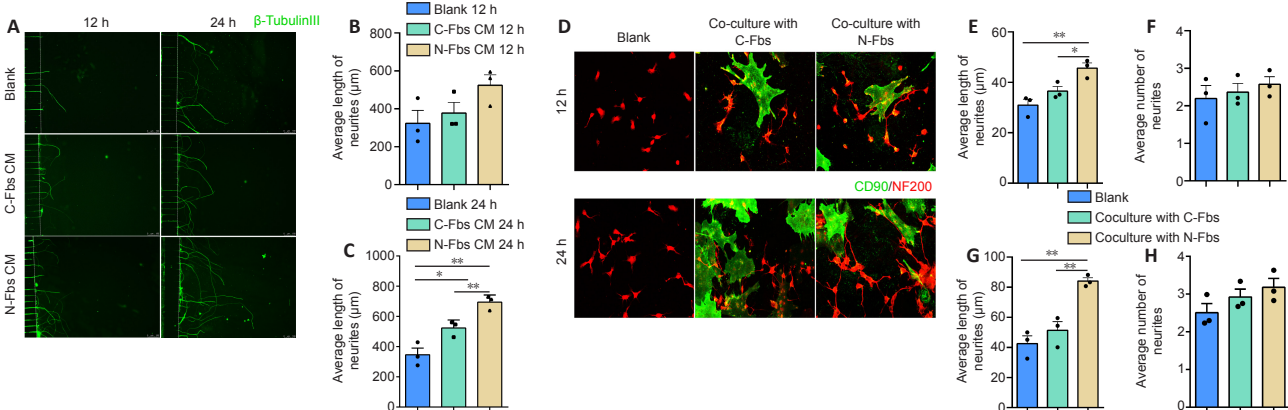 A
12 h
24 h
β-TubulinIII
Blank
C-Fbs CM
N-Fbs CM
B
Blank 12 h
C-Fbs CM 12 h
N-Fbs CM 12 h
Average length of
neurites (μm)
800
600
400
200
0
Blank 24 h
C-Fbs CM 24 h
N-Fbs CM 24 h
C
Average length of
neurites (μm)
1000
800
600
400
200
0
*
**
**
D
Blank
Co-culture with
C-Fbs
Co-culture with
N-Fbs
12 h
CD90/NF200
24 h
E
Average length of
neurites (μm)
60
40
20
0
**
*
F
Average number of
neurites
4
3
2
1
0
Blank
Coculture with C-Fbs
Coculture with N-Fbs
G
Average length of
neurites (μm)
100
80
60
40
20
0
**
**
H
Average number of
neurites
4
3
2
1
0